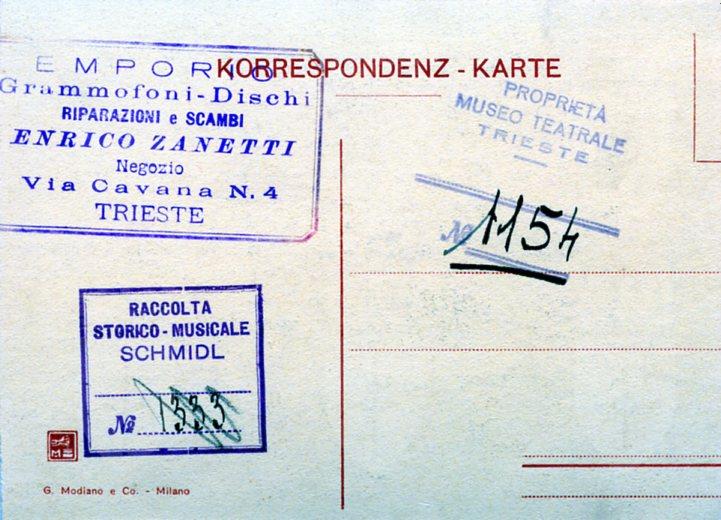 KORRESPONDENZ - KARTE
EMPORIO
Grammofoni-Dischi
RIPARAZIONI e SCAMBI
ENRICO ZANETTI
Negozio
Via Cavana N. 4
TRIESTE
PROPRIETÀ
MUSEO TEATRALE
TRIESTE
No 1154
RACCOLTA
STORICO-MUSICALE
SCHMIDL
No 1333
G. Modiano e Co. - Milano